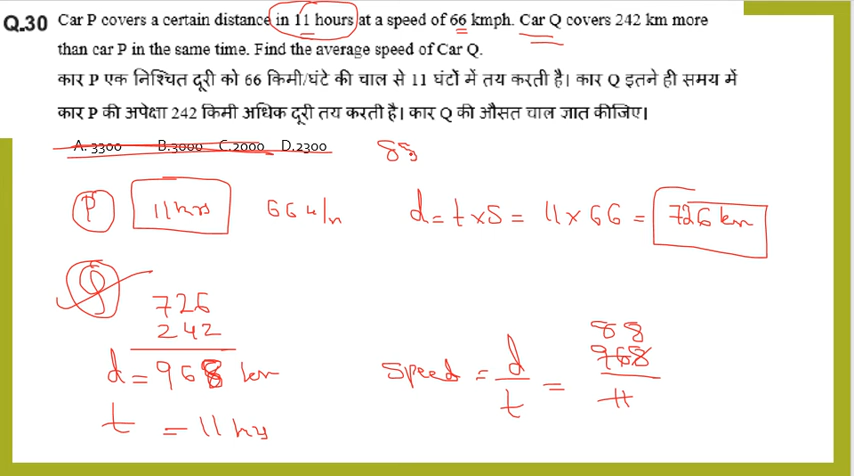 Q.30 Car P covers a certain distance in 11 hours at a speed of 66 kmph. Car Q covers 242 km more
than car P in the same time. Find the average speed of Car Q.
कार P एक निश्चित दूरी को 66 किमी/घंटे की चाल से 11 घंटों में तय करती है। कार Q इतने ही समय में
कार P की अपेक्षा 242 किमी अधिक दूरी तय करती है। कार Q की औसत चाल ज्ञात कीजिए।
A. 3300 B.3000 C.2000 D.2300
88
P 11 hrs 66 k/h d = t × s = 11 × 66 = 726 km
Q
726
242
d = 968 km
t = 11 hrs
88
speed = d/t = 968/11